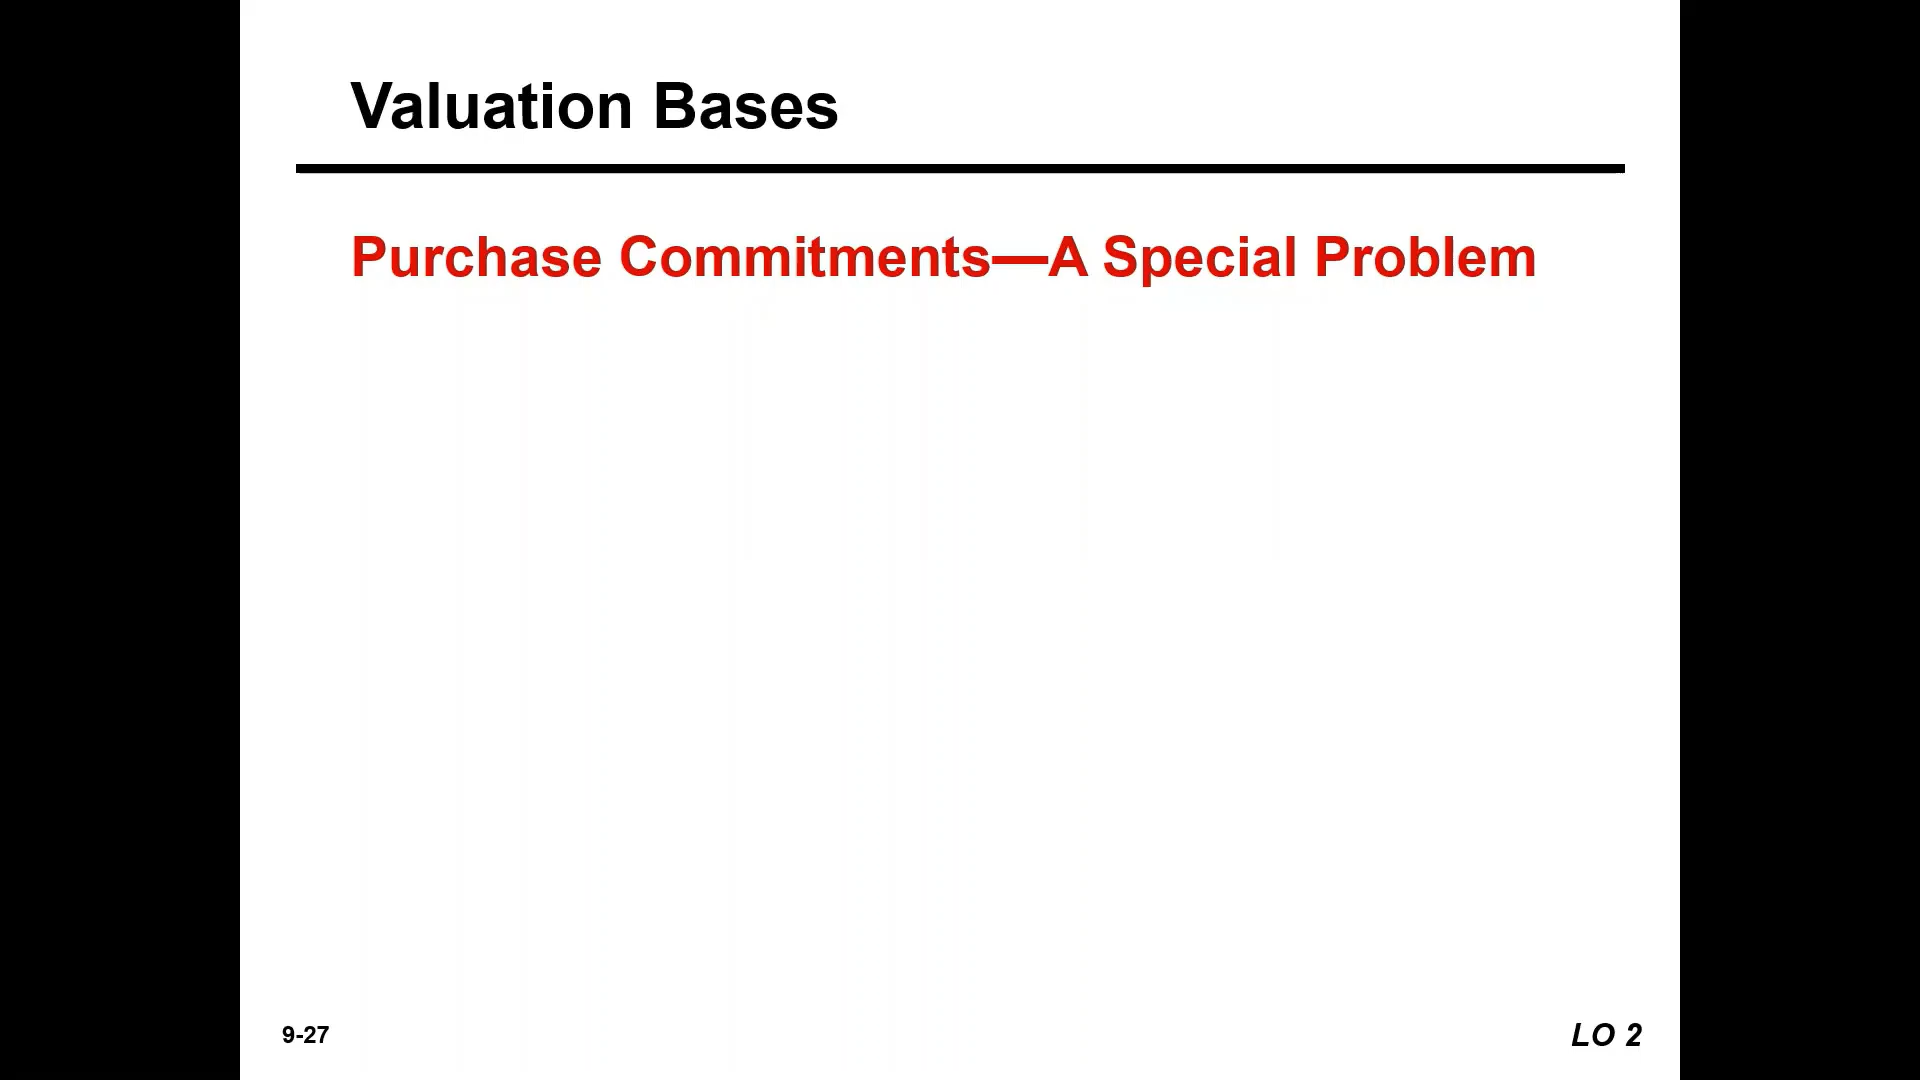 Valuation Bases
Purchase Commitments—A Special Problem
9-27
LO 2